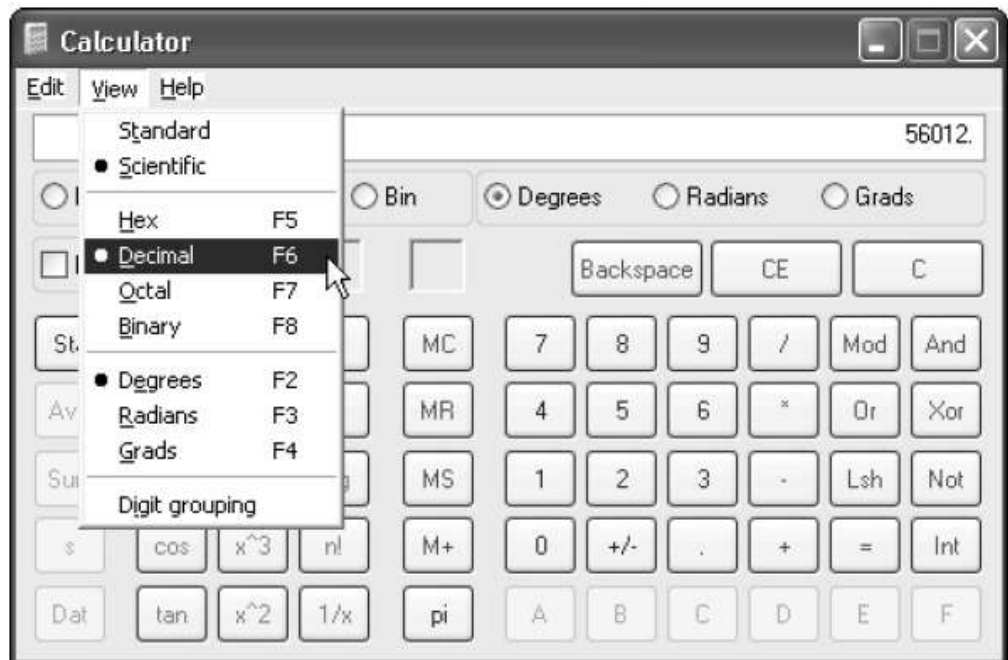 Calculator
Edit View Help
56012.
Standard
Scientific
Hex F5
Decimal F6
Octal F7
Binary F8
Degrees F2
Radians F3
Grads F4
Digit grouping
Bin Degrees Radians Grads
Backspace CE C
MC 7 8 9 / Mod And
MR 4 5 6 * Or Xor
MS 1 2 3 - Lsh Not
s cos x^3 n! M+ 0 +/- . + = Int
Dat tan x^2 1/x pi A B C D E F